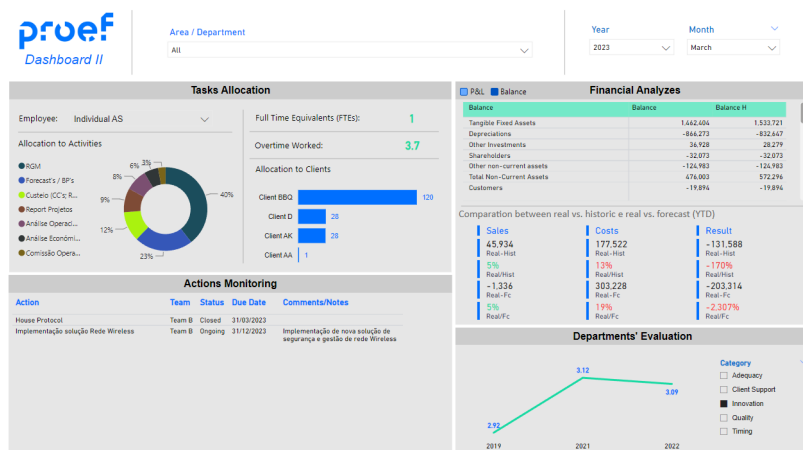 proef
Dashboard II
Area / Department
All
Year
2023
Month
March
Tasks Allocation
Employee: Individual AS
Full Time Equivalents (FTEs): 1
Overtime Worked: 3.7
Allocation to Activities
RGM
Forecast's / BP's
Custeio (CC's; R...
Report Projetos
Análise Operaci...
Análise Económi...
Comissão Opera...
40%
23%
12%
9%
8%
6%
3%
Allocation to Clients
Client BBQ 120
Client D 28
Client AK 28
Client AA 1
Financial Analyzes
P&L Balance
Balance Balance Balance H
Tangible Fixed Assets 1.462,404 1.533,721
Depreciations -866,273 -832,647
Other Investments 36,928 28,279
Shareholders -32,073 -32,073
Other non-current assets -124,983 -124,983
Total Non-Current Assets 476,003 572,296
Customers -19,894 -19,894
Comparation between real vs. historic e real vs. forecast (YTD)
Sales
45,934
Real-Hist
5%
Real/Hist
-1,336
Real-Fc
5%
Real/Fc
Costs
177,522
Real-Hist
13%
Real/Hist
303,228
Real-Fc
19%
Real/Fc
Result
-131,588
Real-Hist
-170%
Real/Hist
-203,314
Real-Fc
-2,307%
Real/Fc
Actions Monitoring
Action Team Status Due Date Comments/Notes
House Protocol Team B Closed 31/03/2023
Implementação solução Rede Wireless Team B Ongoing 31/12/2023 Implementação de nova solução de
segurança e gestão de rede Wireless
Departments' Evaluation
2.92
3.12
3.09
2019 2021 2022
Category
Adequacy
Client Support
Innovation
Quality
Timing